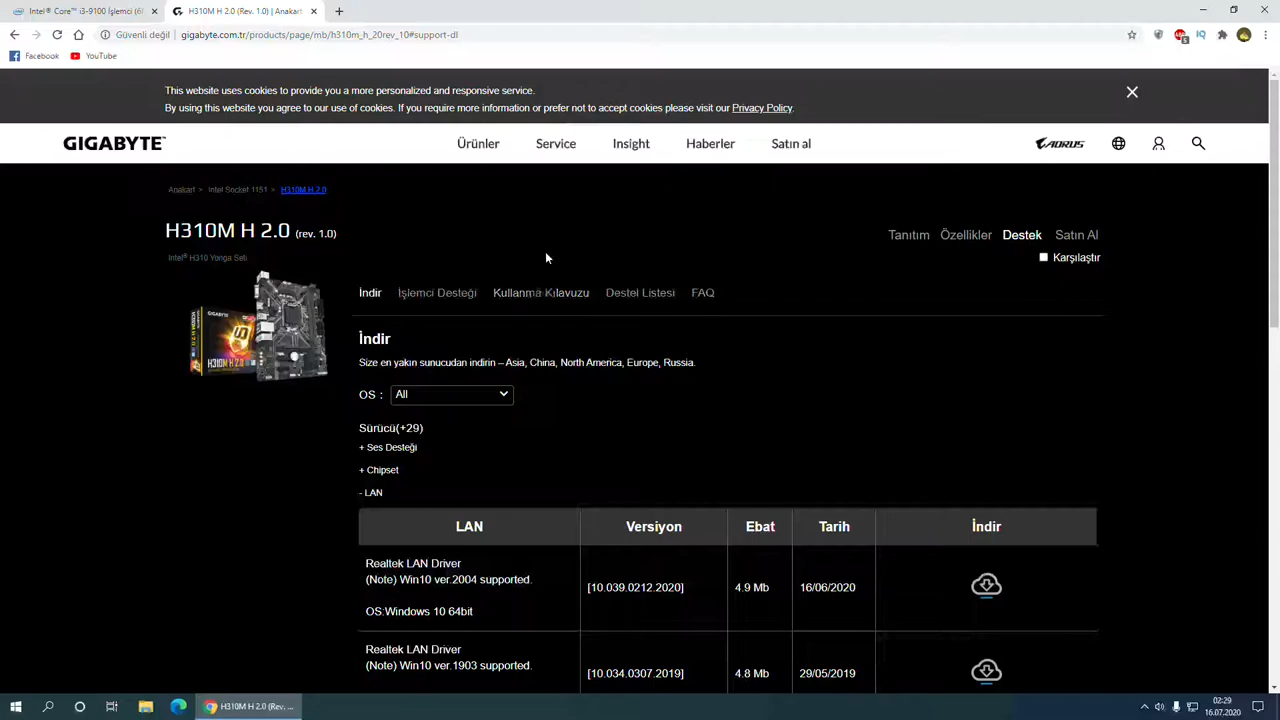 Intel® Core™ i3-9100 İşlemci (6
H310M H 2.0 (Rev. 1.0) | Anakart
Güvenli değil
gigabyte.com.tr/products/page/mb/h310m_h_20rev_10#support-dl
Facebook
YouTube
This website uses cookies to provide you a more personalized and responsive service.
By using this website you agree to our use of cookies. If you require more information or prefer not to accept cookies please visit our Privacy Policy.
GIGABYTE™
Ürünler
Service
Insight
Haberler
Satın al
AORUS
Anakart > Intel Socket 1151 > H310M H 2.0
H310M H 2.0 (rev. 1.0)
Tanıtım
Özellikler
Destek
Satın Al
Intel® H310 Yonga Seti
Karşılaştır
GIGABYTE
H310M H 2.0
İndir
İşlemci Desteği
Kullanma Kılavuzu
Destel Listesi
FAQ
İndir
Size en yakın sunucudan indirin – Asia, China, North America, Europe, Russia.
OS : All
Sürücü(+29)
+ Ses Desteği
+ Chipset
- LAN
LAN
Versiyon
Ebat
Tarih
İndir
Realtek LAN Driver
(Note) Win10 ver.2004 supported.
OS:Windows 10 64bit
[10.039.0212.2020]
4.9 Mb
16/06/2020
Realtek LAN Driver
(Note) Win10 ver.1903 supported.
[10.034.0307.2019]
4.8 Mb
29/05/2019
H310M H 2.0 (Rev. ...
02:29
16.07.2020